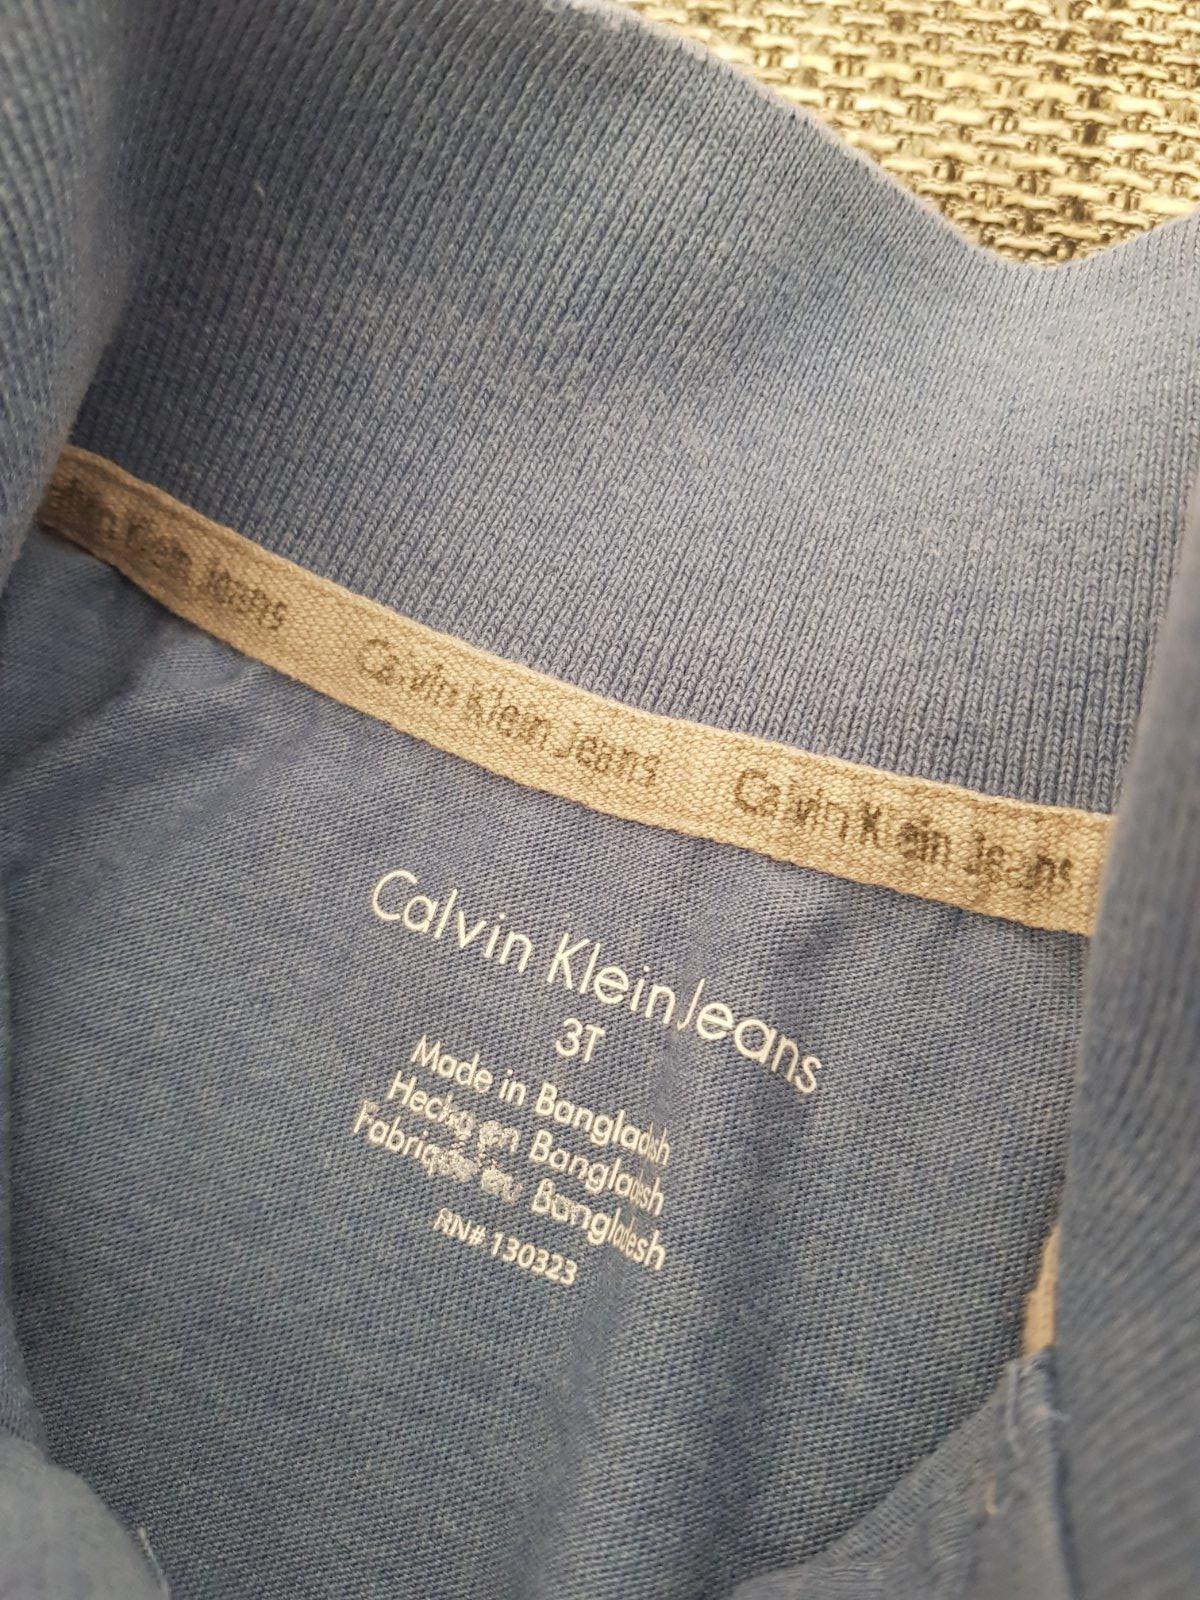 Calvin Klein Jeans Calvin Klein Jeans Calvin Klein Jeans
Calvin Klein Jeans
3T
Made in Bangladesh
Hecho en Bangladesh
Fabriqué au Bangladesh
RN# 130323